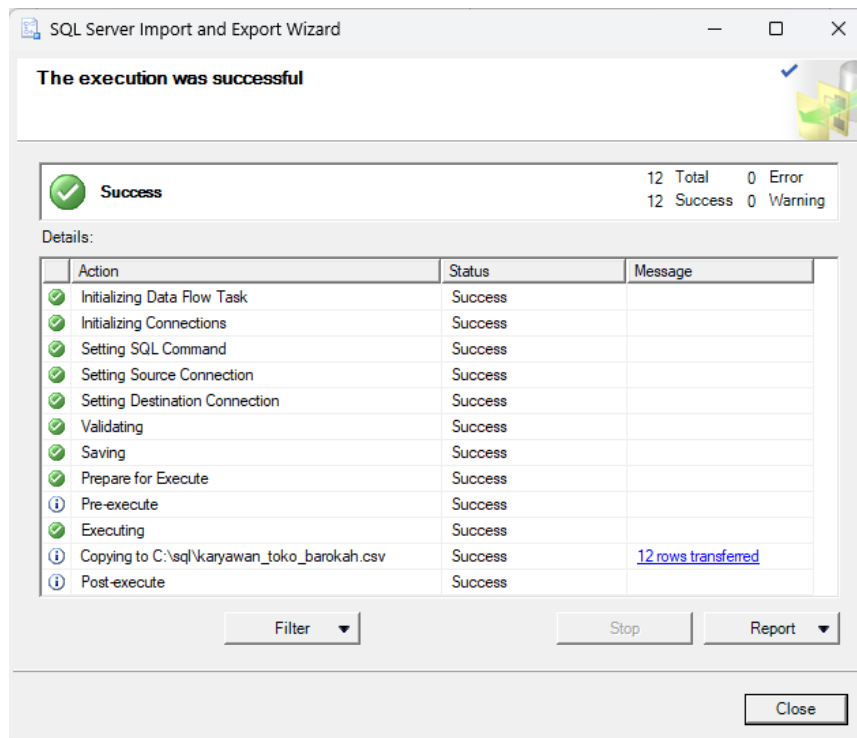 SQL Server Import and Export Wizard
The execution was successful
Success
12 Total 0 Error
12 Success 0 Warning
Details:
Action Status Message
Initializing Data Flow Task Success
Initializing Connections Success
Setting SQL Command Success
Setting Source Connection Success
Setting Destination Connection Success
Validating Success
Saving Success
Prepare for Execute Success
Pre-execute Success
Executing Success
Copying to C:\sql\karyawan_toko_barokah.csv Success 12 rows transferred
Post-execute Success
Filter Stop Report
Close